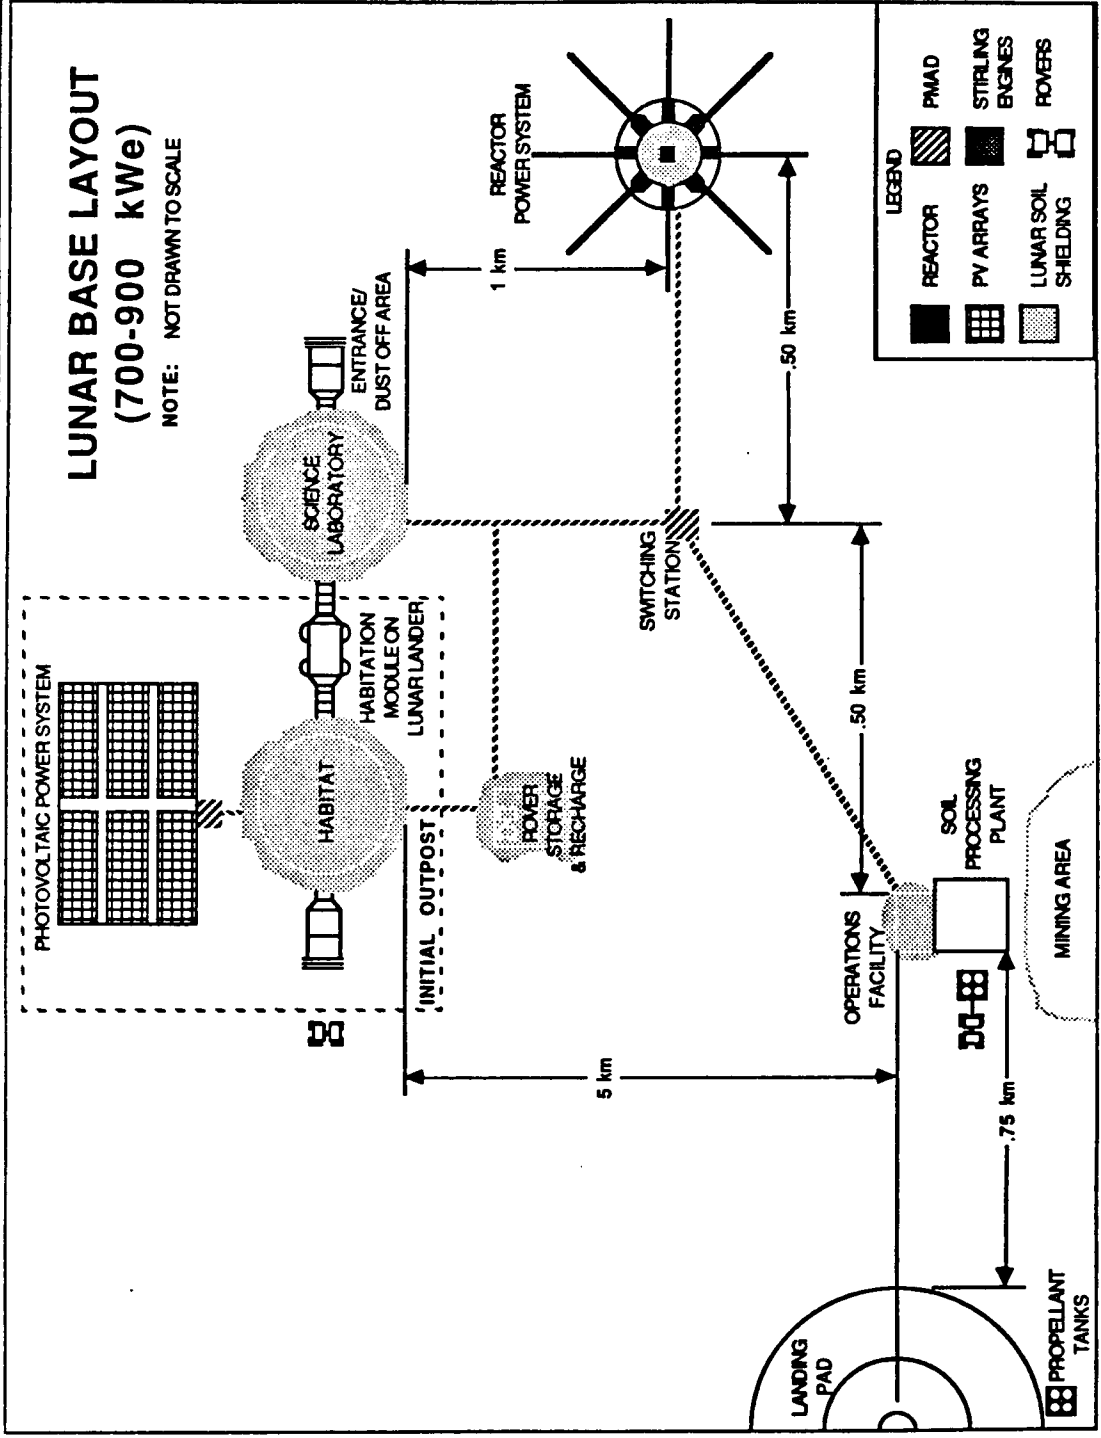 LUNAR BASE LAYOUT
(700-900 kWe)
NOTE: NOT DRAWN TO SCALE
PHOTOVOLTAIC POWER SYSTEM
HABITAT
SCIENCE
LABORATORY
HABITATION
MODULE ON
LUNAR LANDER
ENTRANCE/
DUST OFF AREA
INITIAL OUTPOST
REACTOR
POWER SYSTEM
1 km
ROVER
STORAGE
& RECHARGE
SWITCHING
STATION
.50 km
.50 km
5 km
OPERATIONS
FACILITY
SOIL
PROCESSING
PLANT
MINING AREA
.75 km
LANDING
PAD
PROPELLANT
TANKS
LEGEND
REACTOR
PMAD
PV ARRAYS
STIRLING
ENGINES
LUNAR SOIL
SHIELDING
ROVERS